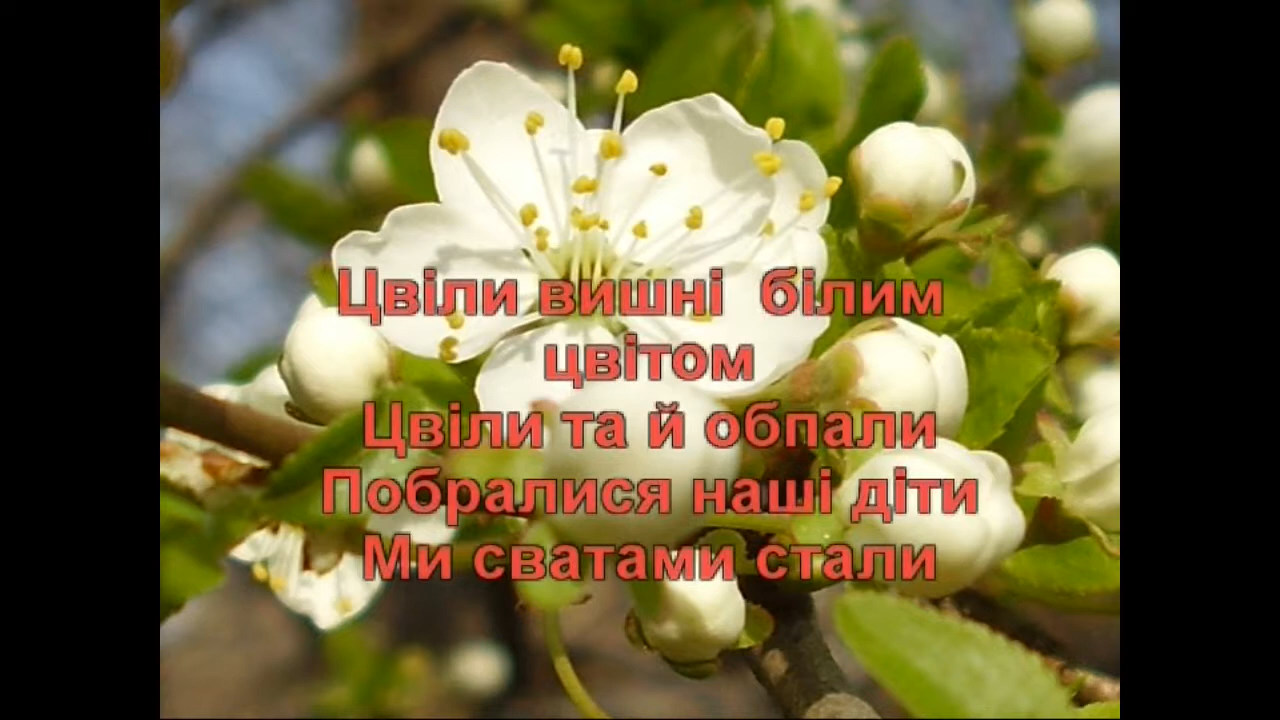 Цвіли вишні білим
цвітом
Цвіли та й обпали
Побралися наші діти
Ми сватами стали